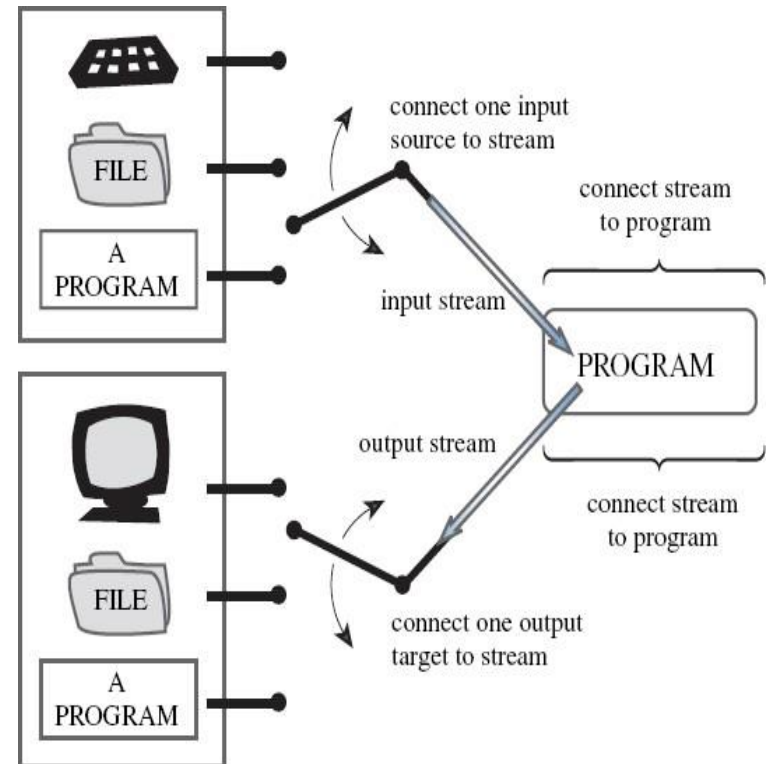 FILE
A
PROGRAM
connect one input
source to stream
input stream
connect stream
to program
PROGRAM
output stream
connect stream
to program
FILE
A
PROGRAM
connect one output
target to stream